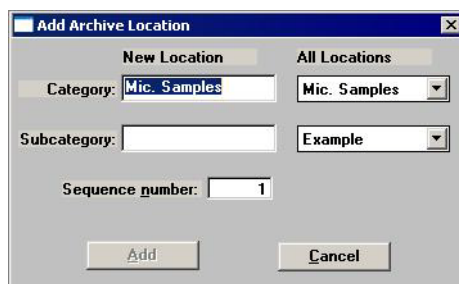 Add Archive Location
New Location All Locations
Category: Mic. Samples Mic. Samples
Subcategory: Example
Sequence number: 1
Add Cancel